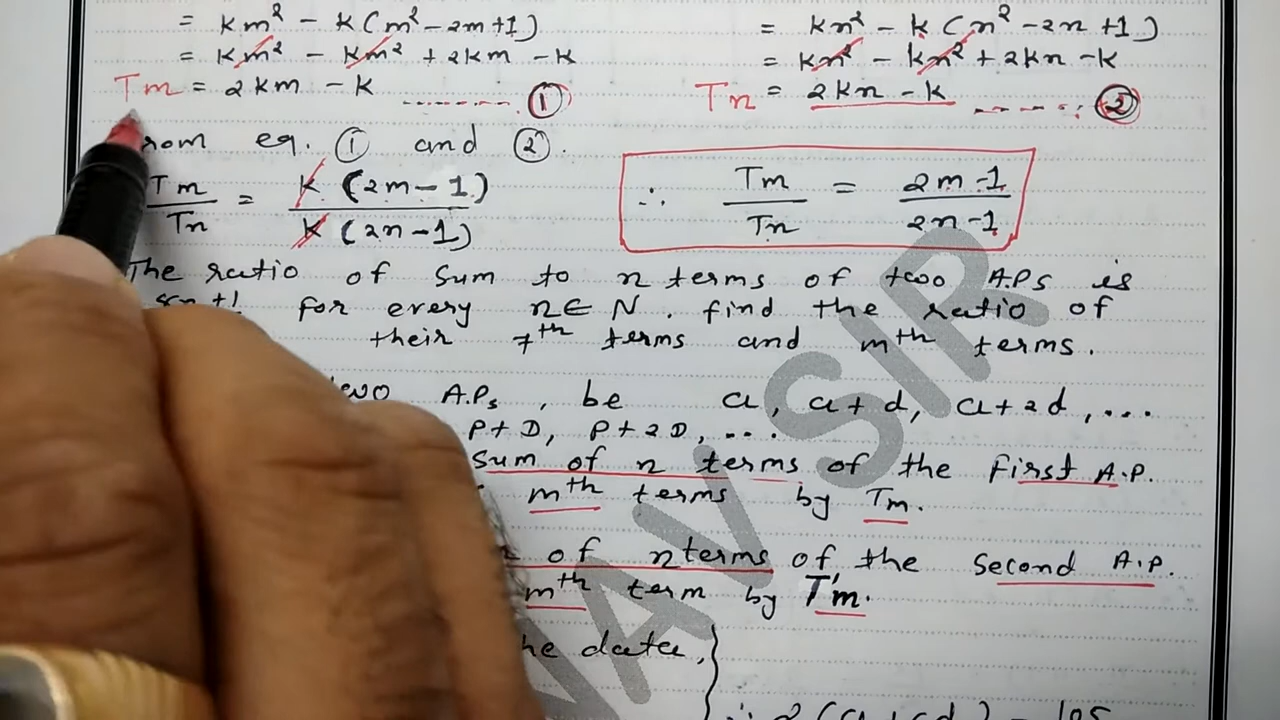 = Km² - K(m² - 2m + 1)
= Km² - Km² + 2Km - K
Tm = 2Km - K -------- ①
= Kn² - K(n² - 2n + 1)
= Kn² - Kn² + 2Kn - K
Tn = 2Kn - K ------ ②
rom eq. ① and ②.
Tm/Tn = K(2m-1)/K(2n-1)
∴ Tm/Tn = 2m-1/2n-1
The ratio of sum to n terms of two A.Ps is
for every n∈N. find the ratio of
their 7th terms and mth terms.
A.Ps, be a, a+d, a+2d, ...
P+D, P+2D, ...
Sum of n terms of the First A.P.
mth terms by Tm.
of n terms of the Second A.P.
mth term by T'm.
he data,
NAV SIR